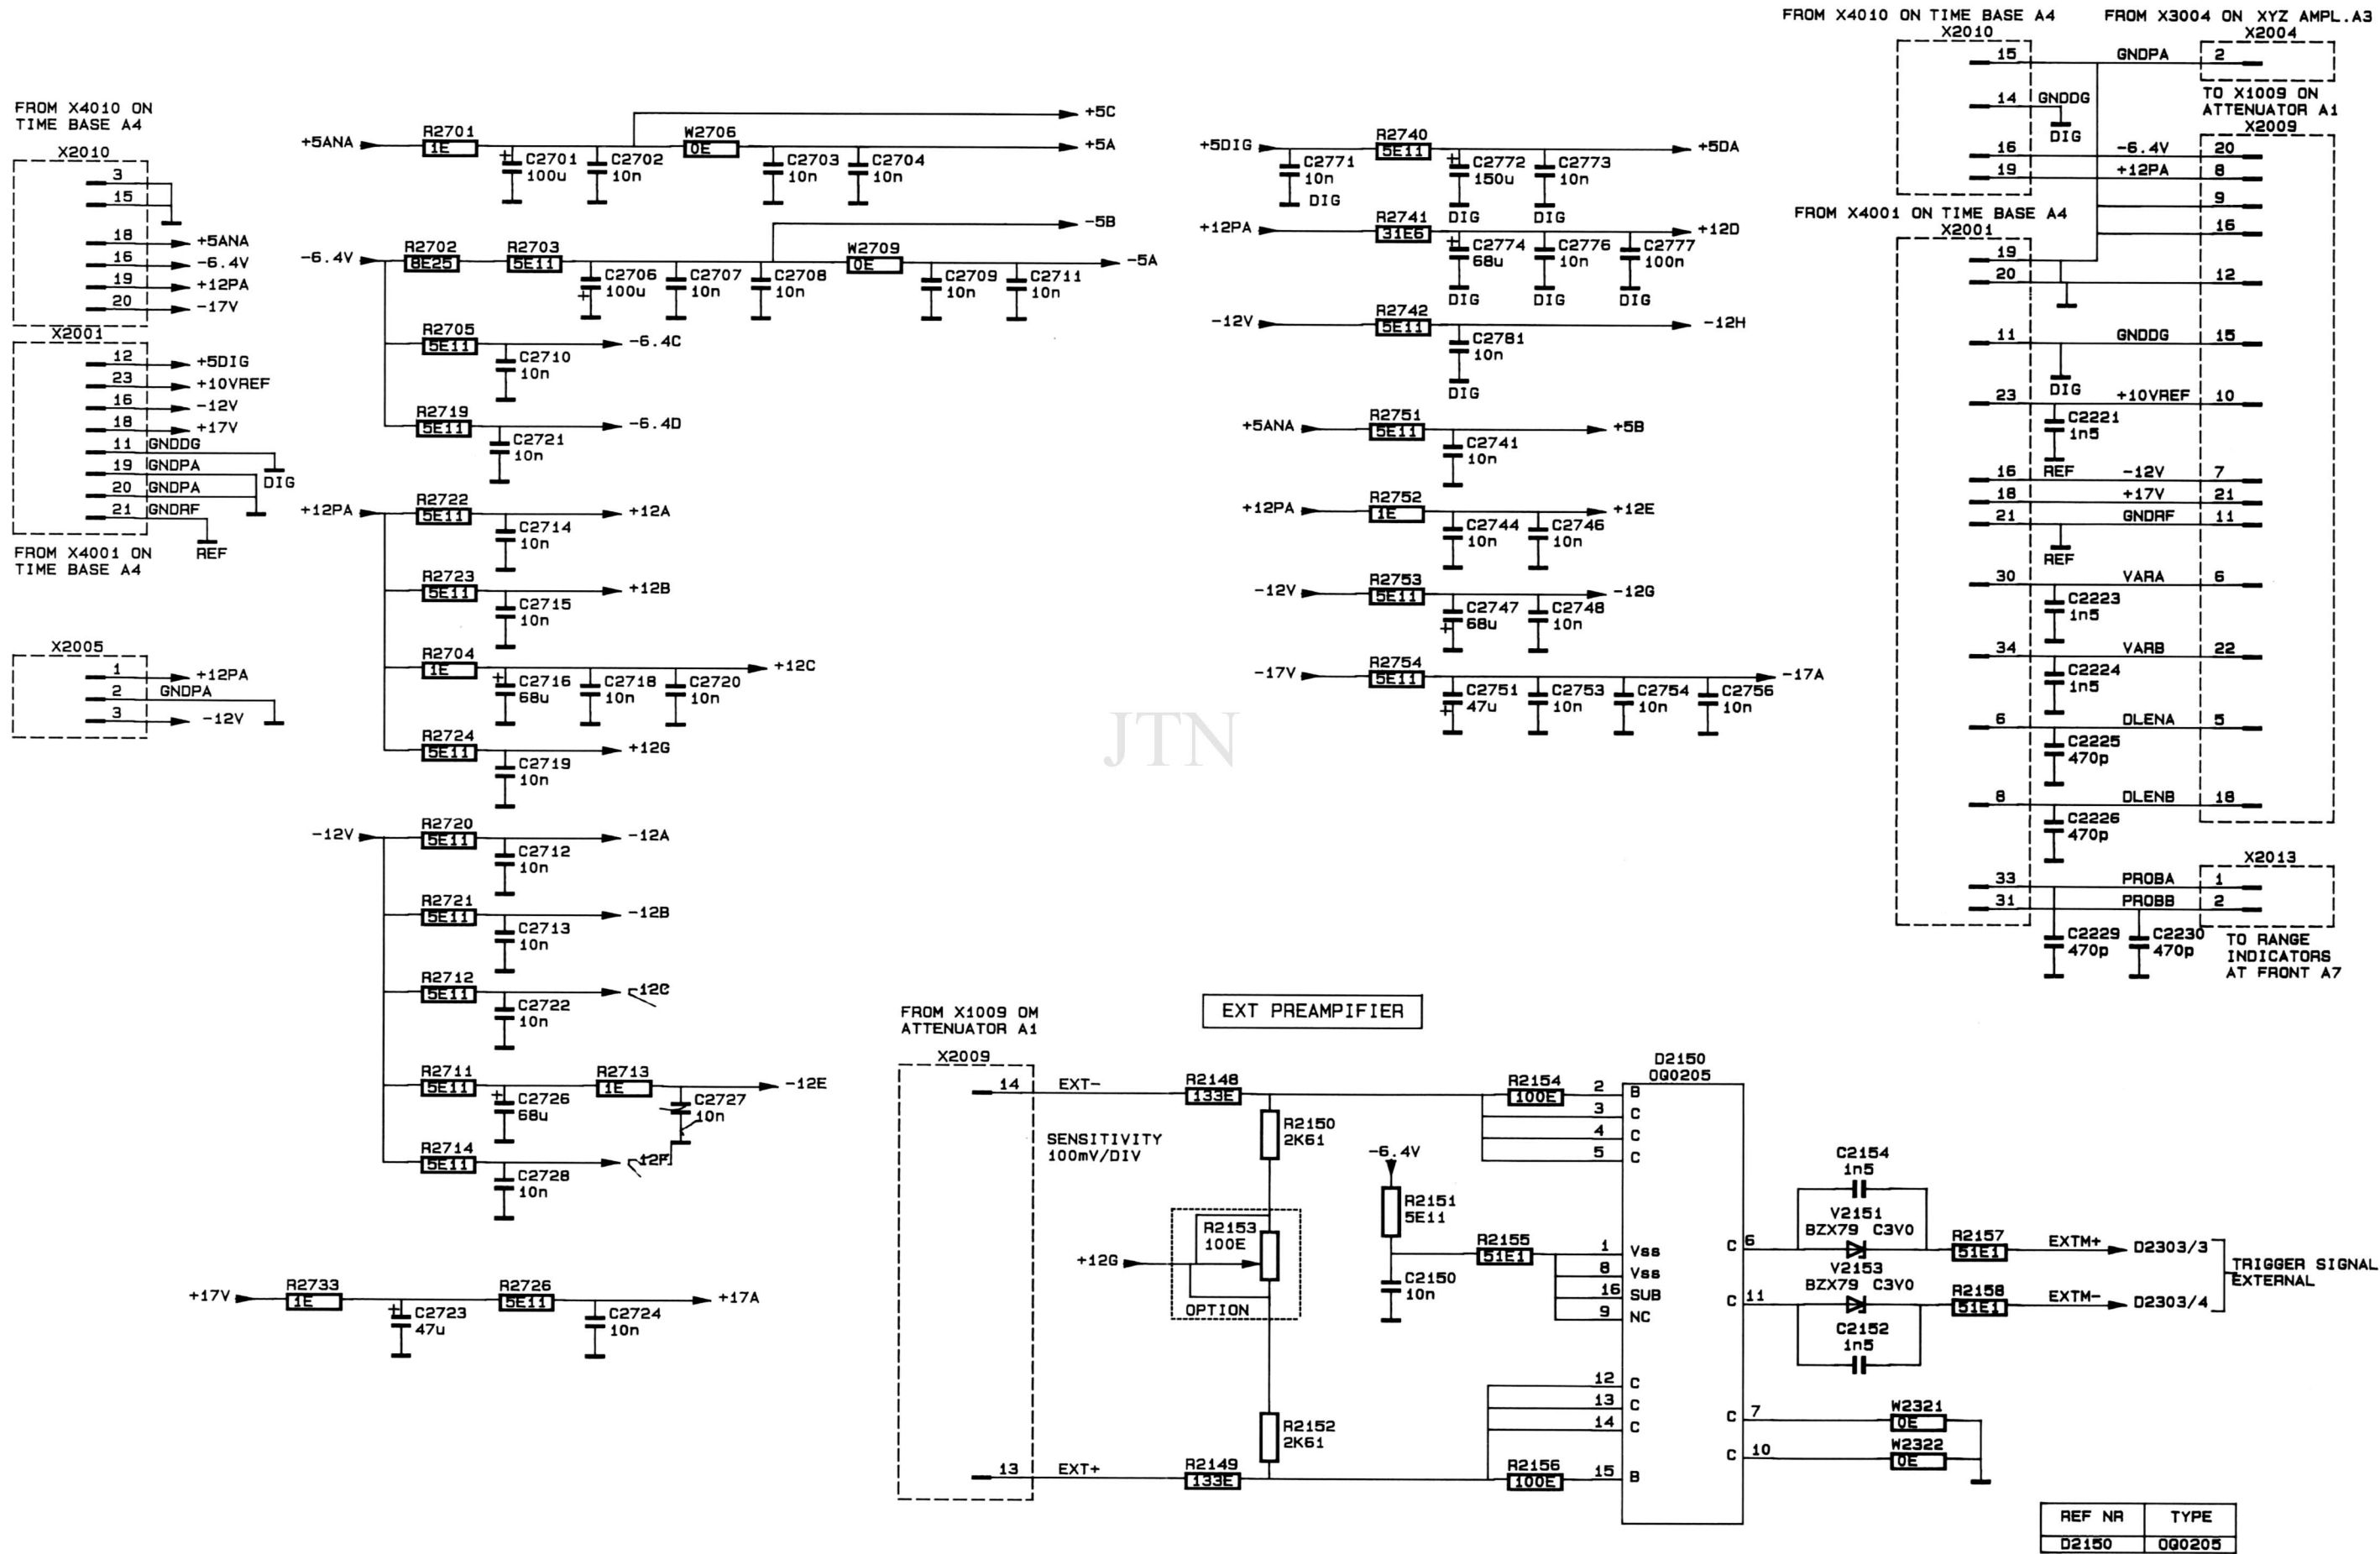 FROM X4010 ON
TIME BASE A4
X2010
3
15
18 +5ANA
16 -6.4V
19 +12PA
20 -17V
X2001
12 +5DIG
23 +10VREF
16 -12V
18 +17V
11 GNDDG
19 GNDPA
20 GNDPA
21 GNDRF
DIG
REF
FROM X4001 ON
TIME BASE A4
X2005
1 +12PA
2 GNDPA
3 -12V
+5ANA R2701 1E
C2701 100u
C2702 10n
W2706 0E
C2703 10n
C2704 10n
+5C
+5A
-6.4V R2702 8E25
R2703 5E11
C2706 100u
C2707 10n
C2708 10n
W2709 0E
C2709 10n
C2711 10n
-5B
-5A
R2705 5E11
C2710 10n
-6.4C
R2719 5E11
C2721 10n
-6.4D
+12PA R2722 5E11
C2714 10n
+12A
R2723 5E11
C2715 10n
+12B
R2704 1E
C2716 68u
C2718 10n
C2720 10n
+12C
R2724 5E11
C2719 10n
+12G
-12V R2720 5E11
C2712 10n
-12A
R2721 5E11
C2713 10n
-12B
R2712 5E11
C2722 10n
-12C
R2711 5E11
C2726 68u
R2713 1E
C2727 10n
-12E
R2714 5E11
C2728 10n
-12F
+17V R2733 1E
C2723 47u
R2726 5E11
C2724 10n
+17A
+5DIG C2771 10n DIG
R2740 5E11
C2772 150u DIG
C2773 10n DIG
+5DA
+12PA R2741 31E6
C2774 68u DIG
C2776 10n DIG
C2777 100n DIG
+12D
-12V R2742 5E11
C2781 10n DIG
-12H
+5ANA R2751 5E11
C2741 10n
+5B
+12PA R2752 1E
C2744 10n
C2746 10n
+12E
-12V R2753 5E11
C2747 68u
C2748 10n
-12G
-17V R2754 5E11
C2751 47u
C2753 10n
C2754 10n
C2756 10n
-17A
JTN
FROM X4010 ON TIME BASE A4
X2010
FROM X3004 ON XYZ AMPL.A3
X2004
15 GNDPA 2
14 GNDDG
DIG
TO X1009 ON
ATTENUATOR A1
X2009
16 -6.4V 20
19 +12PA 8
9
16
FROM X4001 ON TIME BASE A4
X2001
19
20 12
11 GNDDG 15
DIG
23 +10VREF 10
C2221 1n5
REF
16 -12V 7
18 +17V 21
21 GNDRF 11
REF
30 VARA 6
C2223 1n5
34 VARB 22
C2224 1n5
6 DLENA 5
C2225 470p
8 DLENB 18
C2226 470p
X2013
33 PROBA 1
31 PROBB 2
C2229 470p
C2230 470p
TO RANGE
INDICATORS
AT FRONT A7
EXT PREAMPIFIER
FROM X1009 OM
ATTENUATOR A1
X2009
14 EXT-
SENSITIVITY
100mV/DIV
13 EXT+
R2148 133E
R2150 2K61
R2153 100E
OPTION
+12G
R2152 2K61
R2149 133E
-6.4V
R2151 5E11
C2150 10n
R2154 100E
R2155 51E1
R2156 100E
D2150
OQ0205
2 B
3 C
4 C
5 C
1 Vss
8 Vss
16 SUB
9 NC
12 C
13 C
14 C
15 B
C 6
C 11
C 7
C 10
C2154
1n5
V2151
BZX79 C3V0
R2157 51E1
EXTM+ D2303/3
V2153
BZX79 C3V0
R2158 51E1
EXTM- D2303/4
C2152
1n5
TRIGGER SIGNAL
EXTERNAL
W2321 0E
W2322 0E
REF NR TYPE
D2150 OQ0205